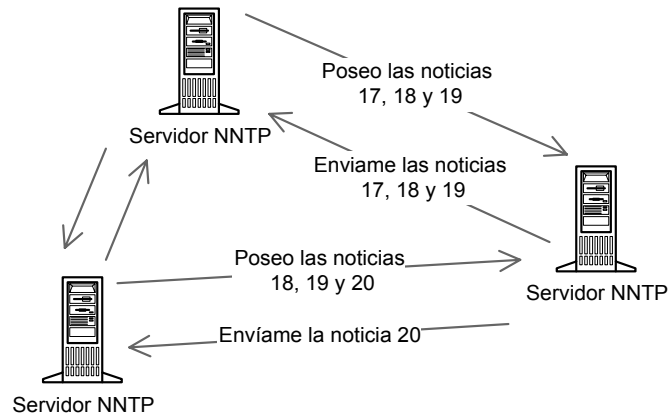 Poseo las noticias
17, 18 y 19
Servidor NNTP
Enviame las noticias
17, 18 y 19
Poseo las noticias
18, 19 y 20
Servidor NNTP
Envíame la noticia 20
Servidor NNTP